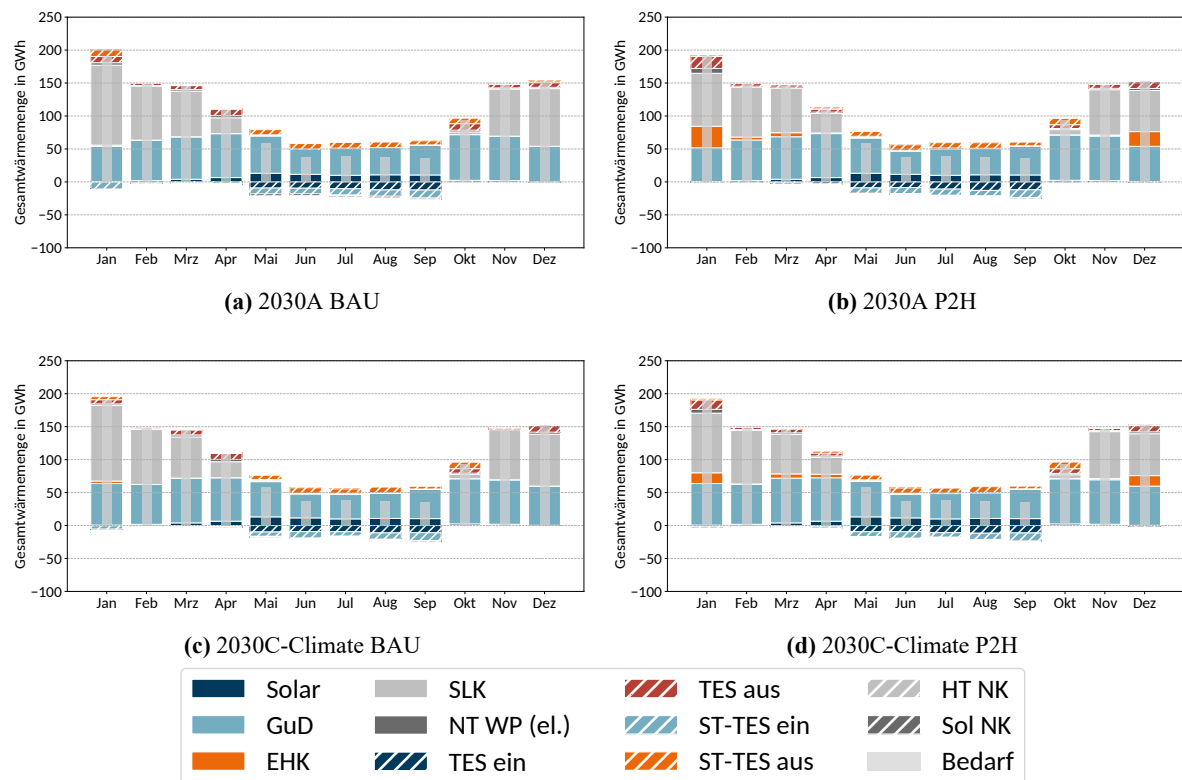 250
200
150
100
50
0
−50
−100
Gesamtwärmemenge in GWh
Jan Feb Mrz Apr Mai Jun Jul Aug Sep Okt Nov Dez
(a) 2030A BAU
250
200
150
100
50
0
−50
−100
Gesamtwärmemenge in GWh
Jan Feb Mrz Apr Mai Jun Jul Aug Sep Okt Nov Dez
(b) 2030A P2H
250
200
150
100
50
0
−50
−100
Gesamtwärmemenge in GWh
Jan Feb Mrz Apr Mai Jun Jul Aug Sep Okt Nov Dez
(c) 2030C-Climate BAU
250
200
150
100
50
0
−50
−100
Gesamtwärmemenge in GWh
Jan Feb Mrz Apr Mai Jun Jul Aug Sep Okt Nov Dez
(d) 2030C-Climate P2H
Solar SLK TES aus HT NK
GuD NT WP (el.) ST-TES ein Sol NK
EHK TES ein ST-TES aus Bedarf